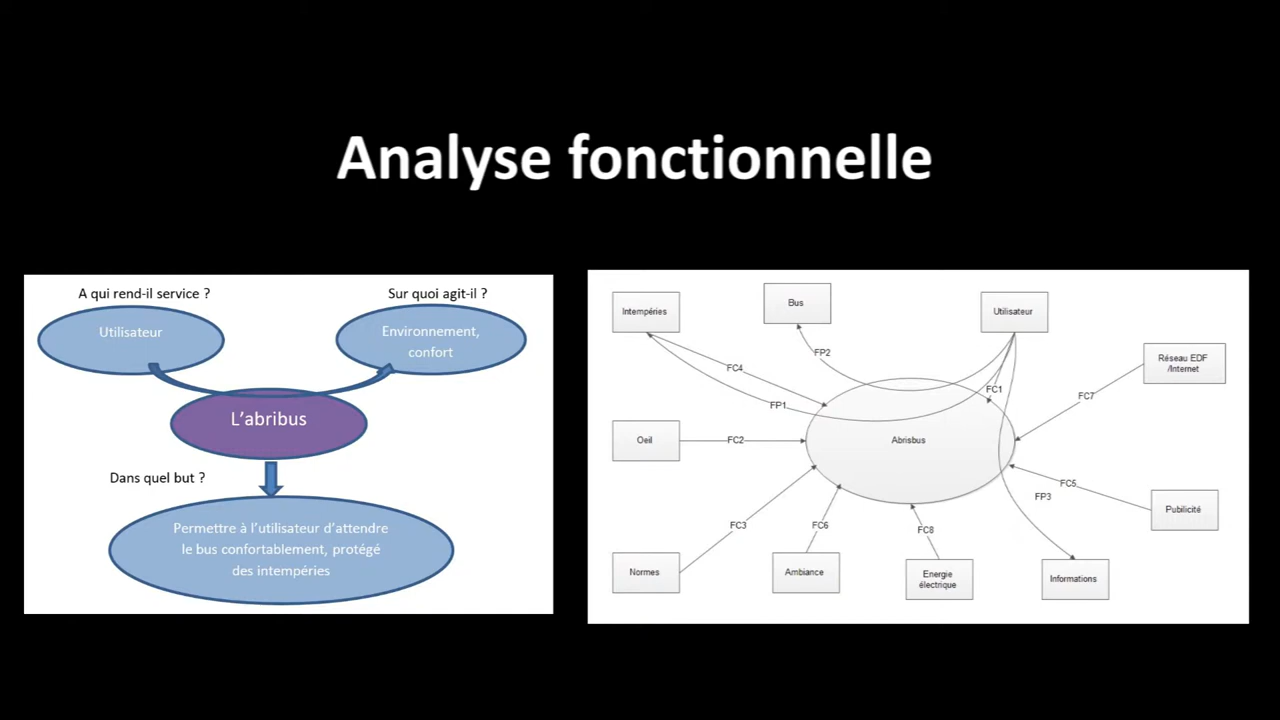 Analyse fonctionnelle
A qui rend-il service ?
Sur quoi agit-il ?
Utilisateur
Environnement,
confort
L'abribus
Dans quel but ?
Permettre à l'utilisateur d'attendre
le bus confortablement, protégé
des intempéries
Intempéries
Bus
Utilisateur
Réseau EDF
/Internet
FP2
FC4
FC1
FC7
FP1
Oeil
FC2
Abrisbus
FC5
FP3
Publicité
FC3
FC6
FC8
Normes
Ambiance
Energie
électrique
Informations